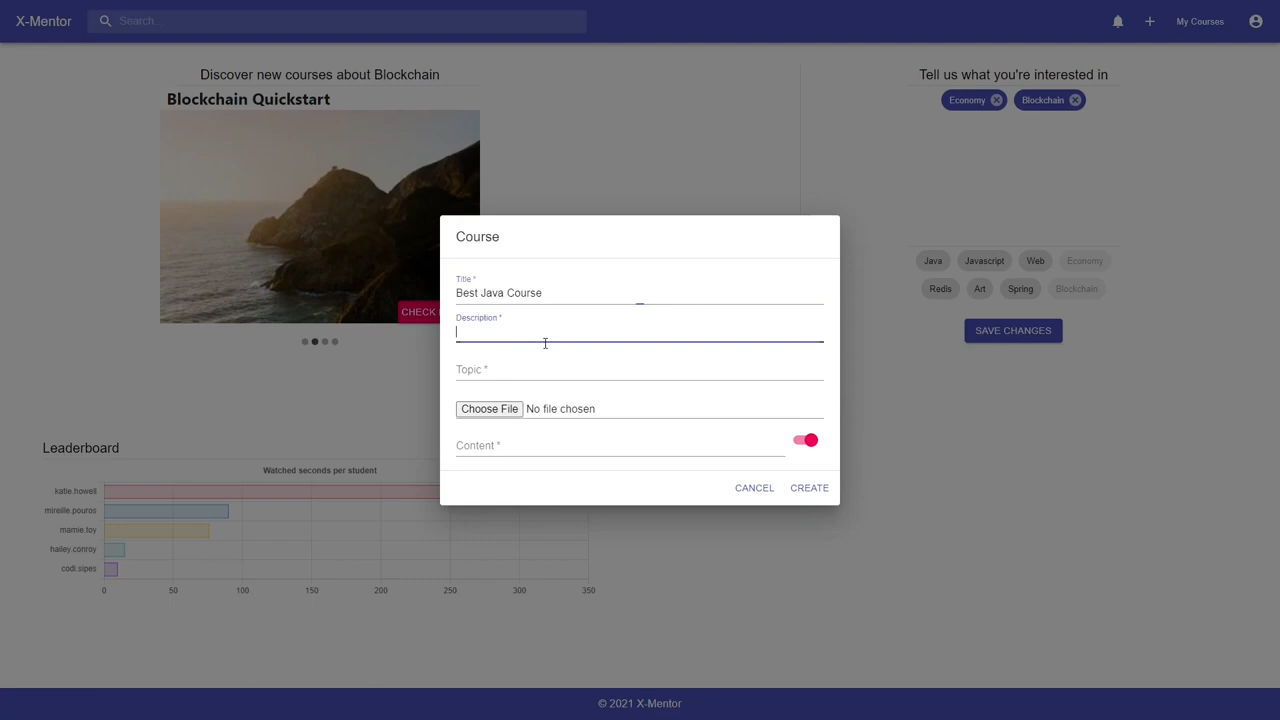 X-Mentor
Search...
My Courses
Discover new courses about Blockchain
Blockchain Quickstart
CHECK
Tell us what you're interested in
Economy
Blockchain
Java
Javascript
Web
Economy
Redis
Art
Spring
Blockchain
SAVE CHANGES
Course
Title *
Best Java Course
Description *
Topic *
Choose File No file chosen
Content *
CANCEL
CREATE
Leaderboard
Watched seconds per student
katie.howell
mireille.pouros
mamie.toy
hailey.conroy
codi.sipes
0 50 100 150 200 250 300 350
© 2021 X-Mentor